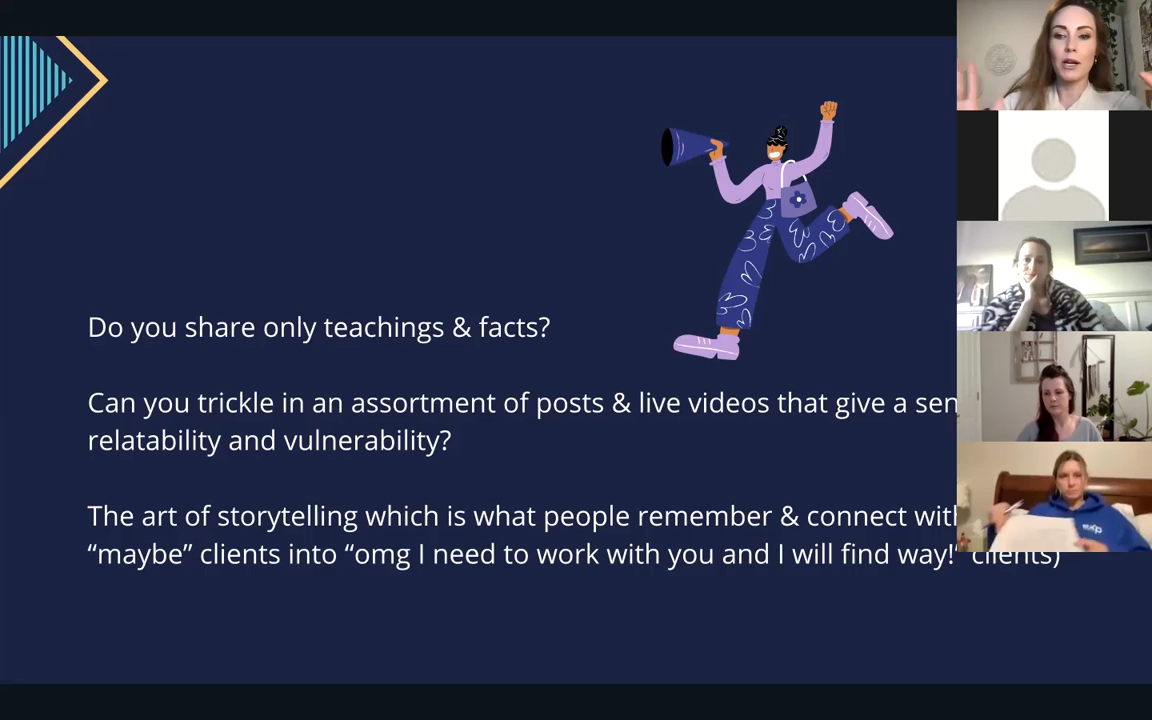 Do you share only teachings & facts?
Can you trickle in an assortment of posts & live videos that give a
relatability and vulnerability?
The art of storytelling which is what people remember & connect
“maybe” clients into “omg I need to work with you and I will find way!” clients)
exp